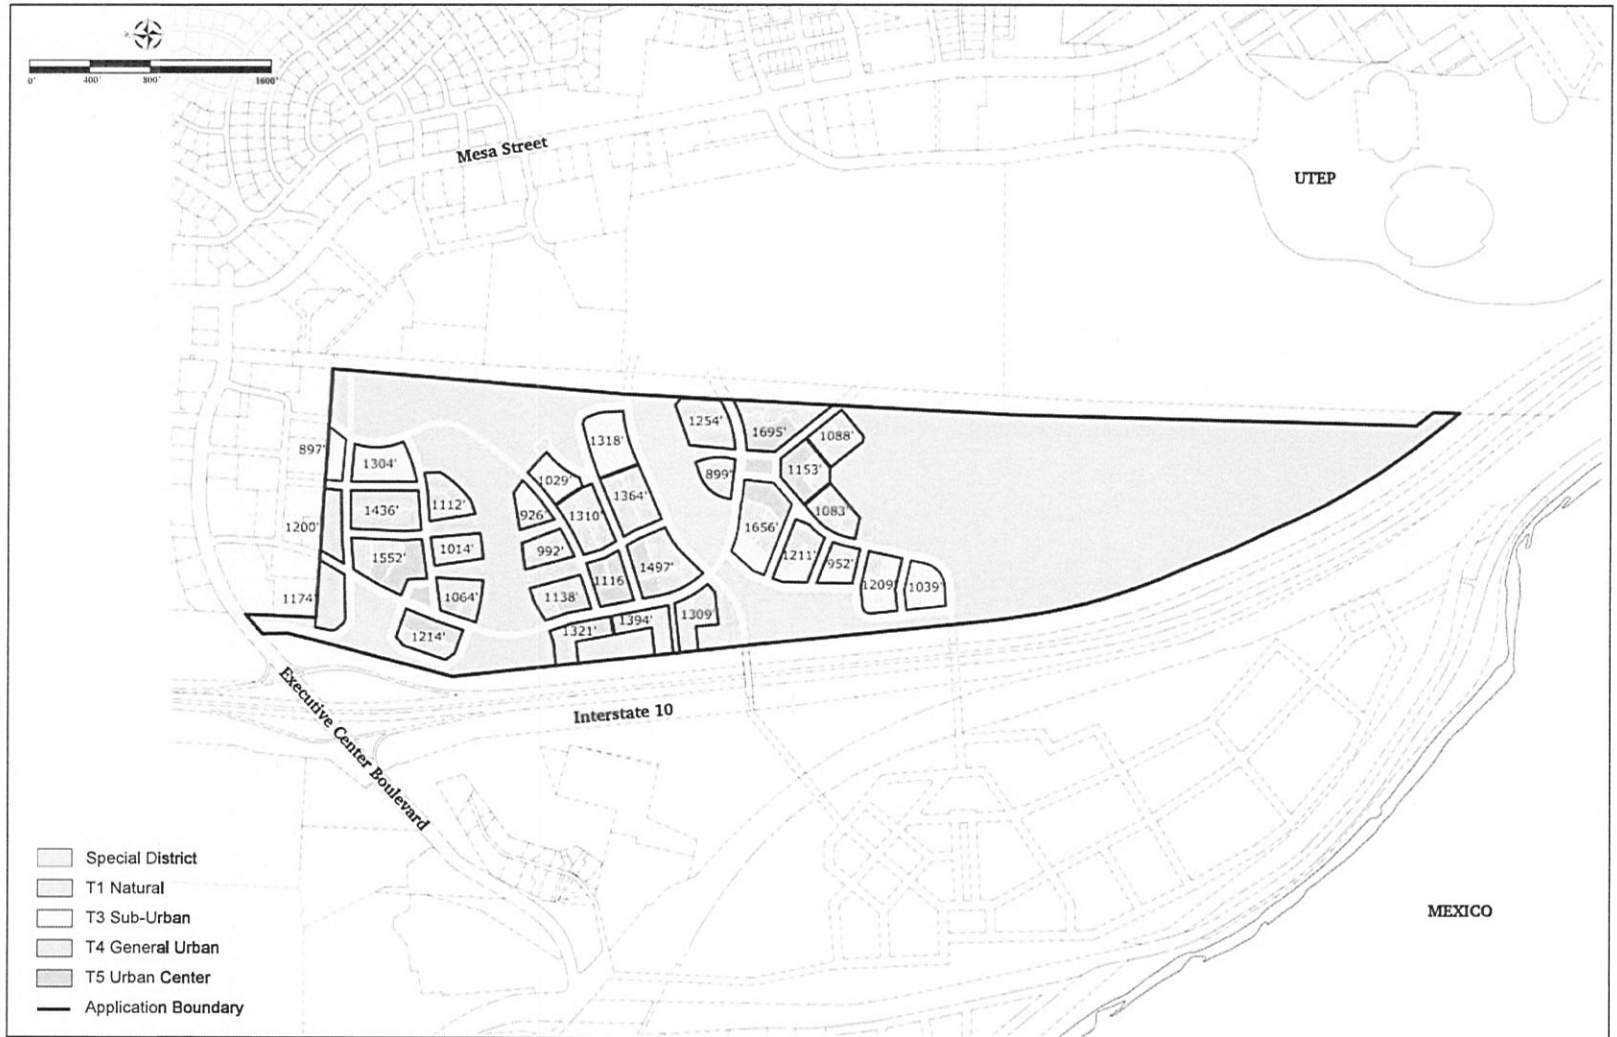 0' 400' 800' 1600'
Mesa Street
UTEP
1254'
1695'
1088'
1318'
897'
1304'
899'
1153'
1029'
1364'
1436'
1112'
926'
1310'
1083'
1200'
1656'
1552'
1014'
992'
1497'
1211'
952'
1116
1209'
1039'
1174'
1064'
1138'
1309'
1394'
1321'
1214'
Interstate 10
Executive Center Boulevard
Special District
T1 Natural
T3 Sub-Urban
T4 General Urban
T5 Urban Center
Application Boundary
MEXICO